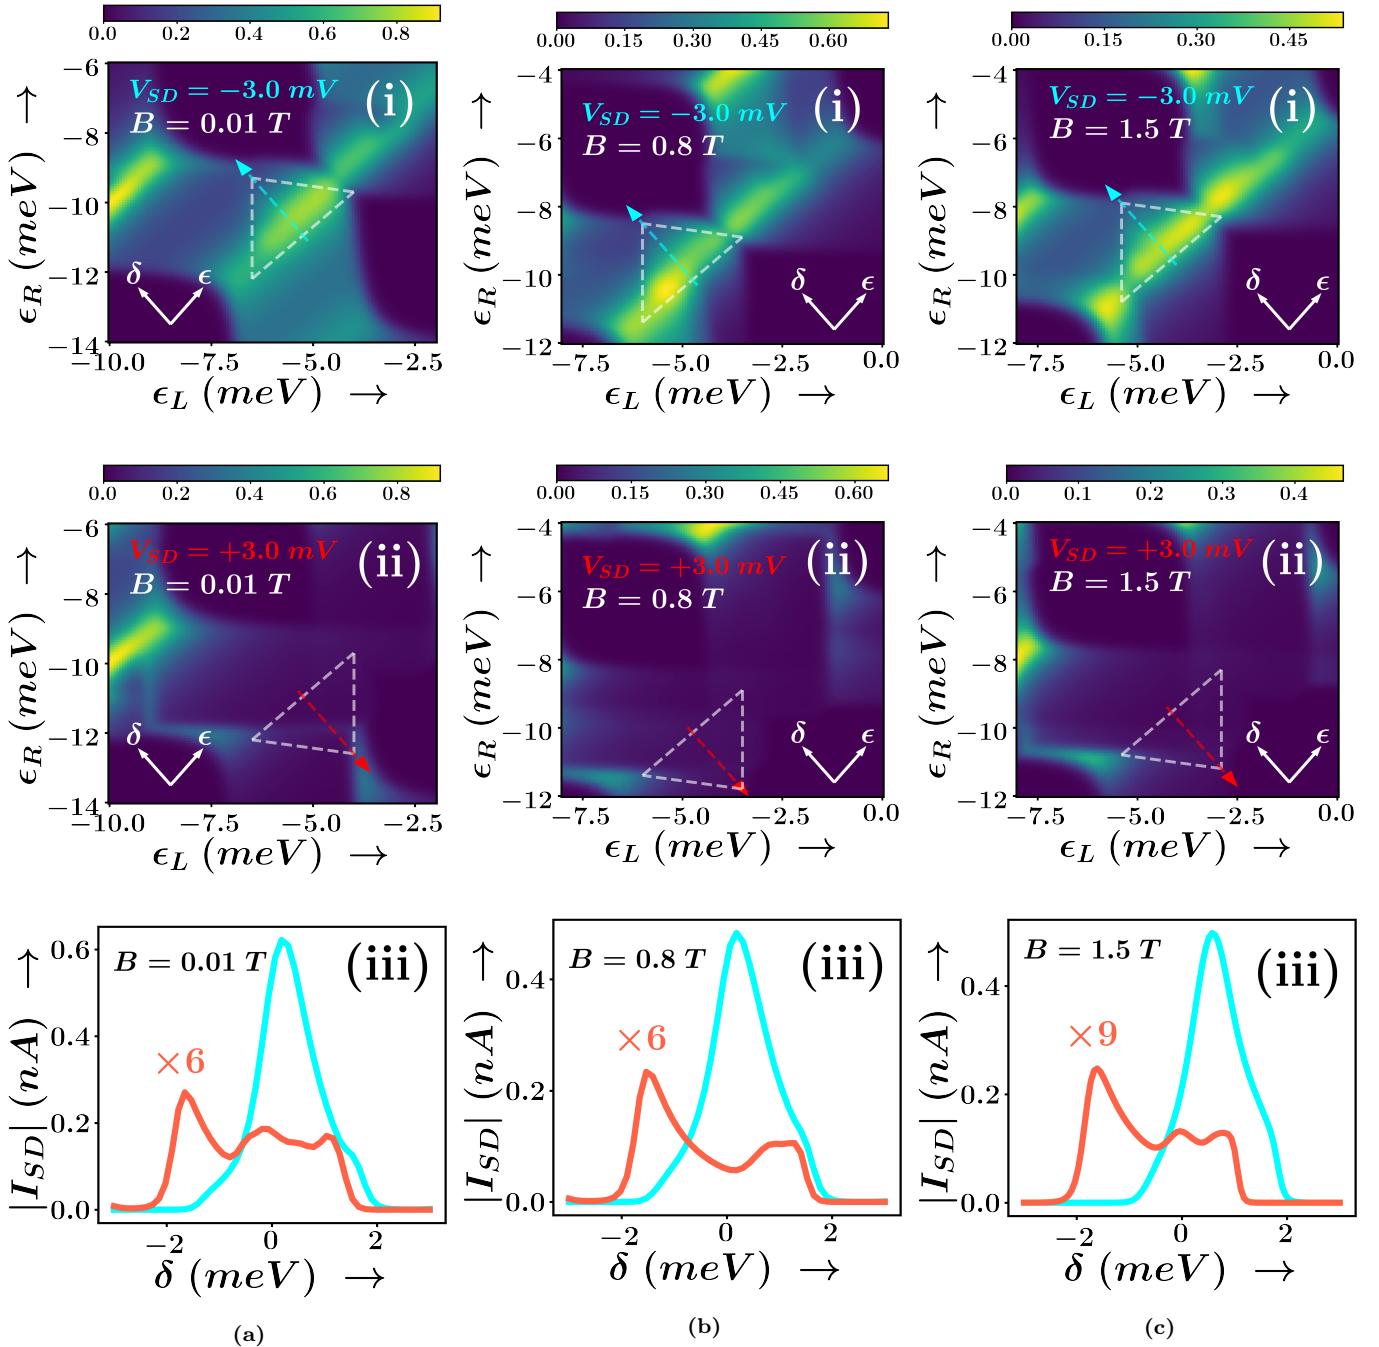 0.0 0.2 0.4 0.6 0.8
V_SD = −3.0 mV
B = 0.01 T
(i)
ϵ_R (meV) →
−6
−8
−10
−12
−14
δ ϵ
−10.0 −7.5 −5.0 −2.5
ϵ_L (meV) →
0.00 0.15 0.30 0.45 0.60
V_SD = −3.0 mV
B = 0.8 T
(i)
ϵ_R (meV) →
−4
−6
−8
−10
−12
δ ϵ
−7.5 −5.0 −2.5 0.0
ϵ_L (meV) →
0.00 0.15 0.30 0.45
V_SD = −3.0 mV
B = 1.5 T
(i)
ϵ_R (meV) →
−4
−6
−8
−10
−12
δ ϵ
−7.5 −5.0 −2.5 0.0
ϵ_L (meV) →
0.0 0.2 0.4 0.6 0.8
V_SD = +3.0 mV
B = 0.01 T
(ii)
ϵ_R (meV) →
−6
−8
−10
−12
−14
δ ϵ
−10.0 −7.5 −5.0 −2.5
ϵ_L (meV) →
0.00 0.15 0.30 0.45 0.60
V_SD = +3.0 mV
B = 0.8 T
(ii)
ϵ_R (meV) →
−4
−6
−8
−10
−12
δ ϵ
−7.5 −5.0 −2.5 0.0
ϵ_L (meV) →
0.0 0.1 0.2 0.3 0.4
V_SD = +3.0 mV
B = 1.5 T
(ii)
ϵ_R (meV) →
−4
−6
−8
−10
−12
δ ϵ
−7.5 −5.0 −2.5 0.0
ϵ_L (meV) →
B = 0.01 T
(iii)
×6
|I_SD| (nA) →
0.6
0.4
0.2
0.0
−2 0 2
δ (meV) →
(a)
B = 0.8 T
(iii)
×6
|I_SD| (nA) →
0.4
0.2
0.0
−2 0 2
δ (meV) →
(b)
B = 1.5 T
(iii)
×9
|I_SD| (nA) →
0.4
0.2
0.0
−2 0 2
δ (meV) →
(c)